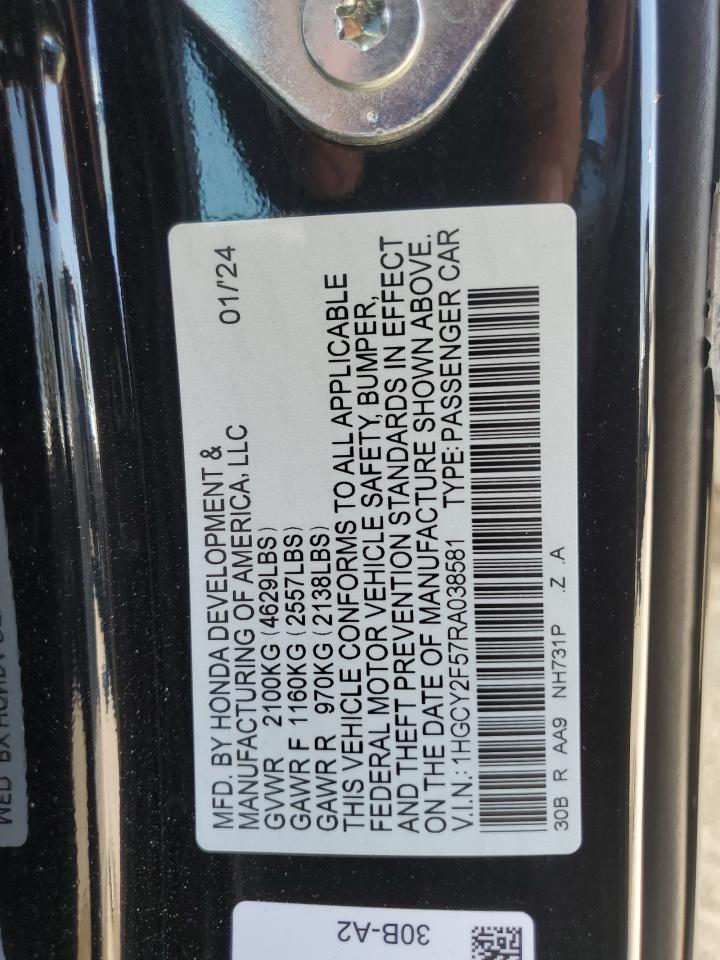 MFD. BY HONDA DEVELOPMENT &
MANUFACTURING OF AMERICA, LLC 01/'24
GVWR 2100KG (4629LBS)
GAWR F 1160KG (2557LBS)
GAWR R 970KG (2138LBS)
THIS VEHICLE CONFORMS TO ALL APPLICABLE
FEDERAL MOTOR VEHICLE SAFETY, BUMPER,
AND THEFT PREVENTION STANDARDS IN EFFECT
ON THE DATE OF MANUFACTURE SHOWN ABOVE.
V.I.N.: 1HGCY2F57RA038581 TYPE: PASSENGER CAR
30B R AA9 NH731P .Z .A
30B-A2